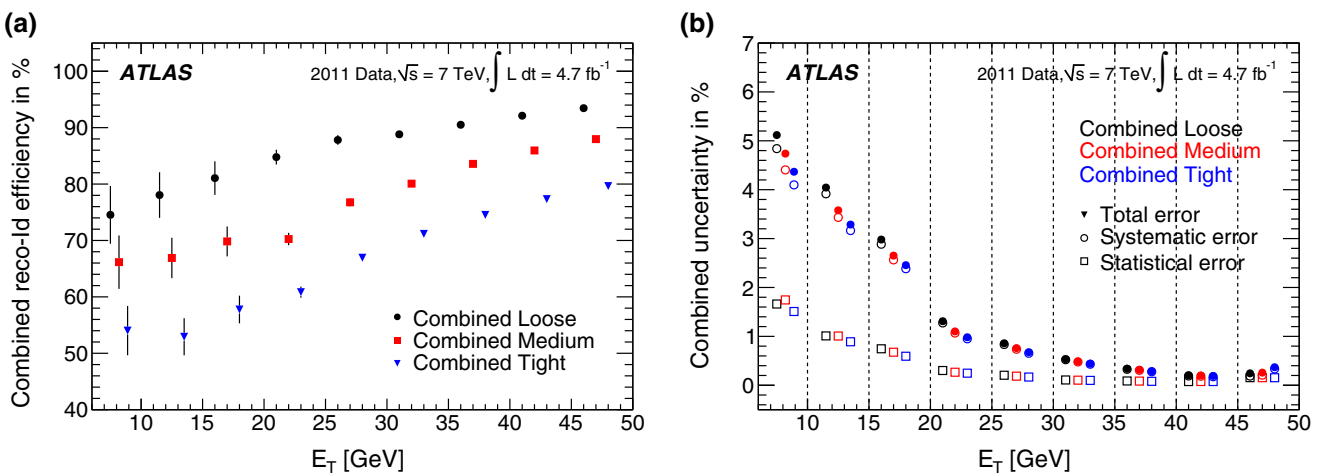 (a)
Combined reco-Id efficiency in %
100
90
80
70
60
50
40
ATLAS
2011 Data,√s = 7 TeV,∫ L dt = 4.7 fb⁻¹
Combined Loose
Combined Medium
Combined Tight
10 15 20 25 30 35 40 45 50
E_T [GeV]
(b)
Combined uncertainty in %
7
6
5
4
3
2
1
0
ATLAS
2011 Data,√s = 7 TeV,∫ L dt = 4.7 fb⁻¹
Combined Loose
Combined Medium
Combined Tight
Total error
Systematic error
Statistical error
10 15 20 25 30 35 40 45 50
E_T [GeV]